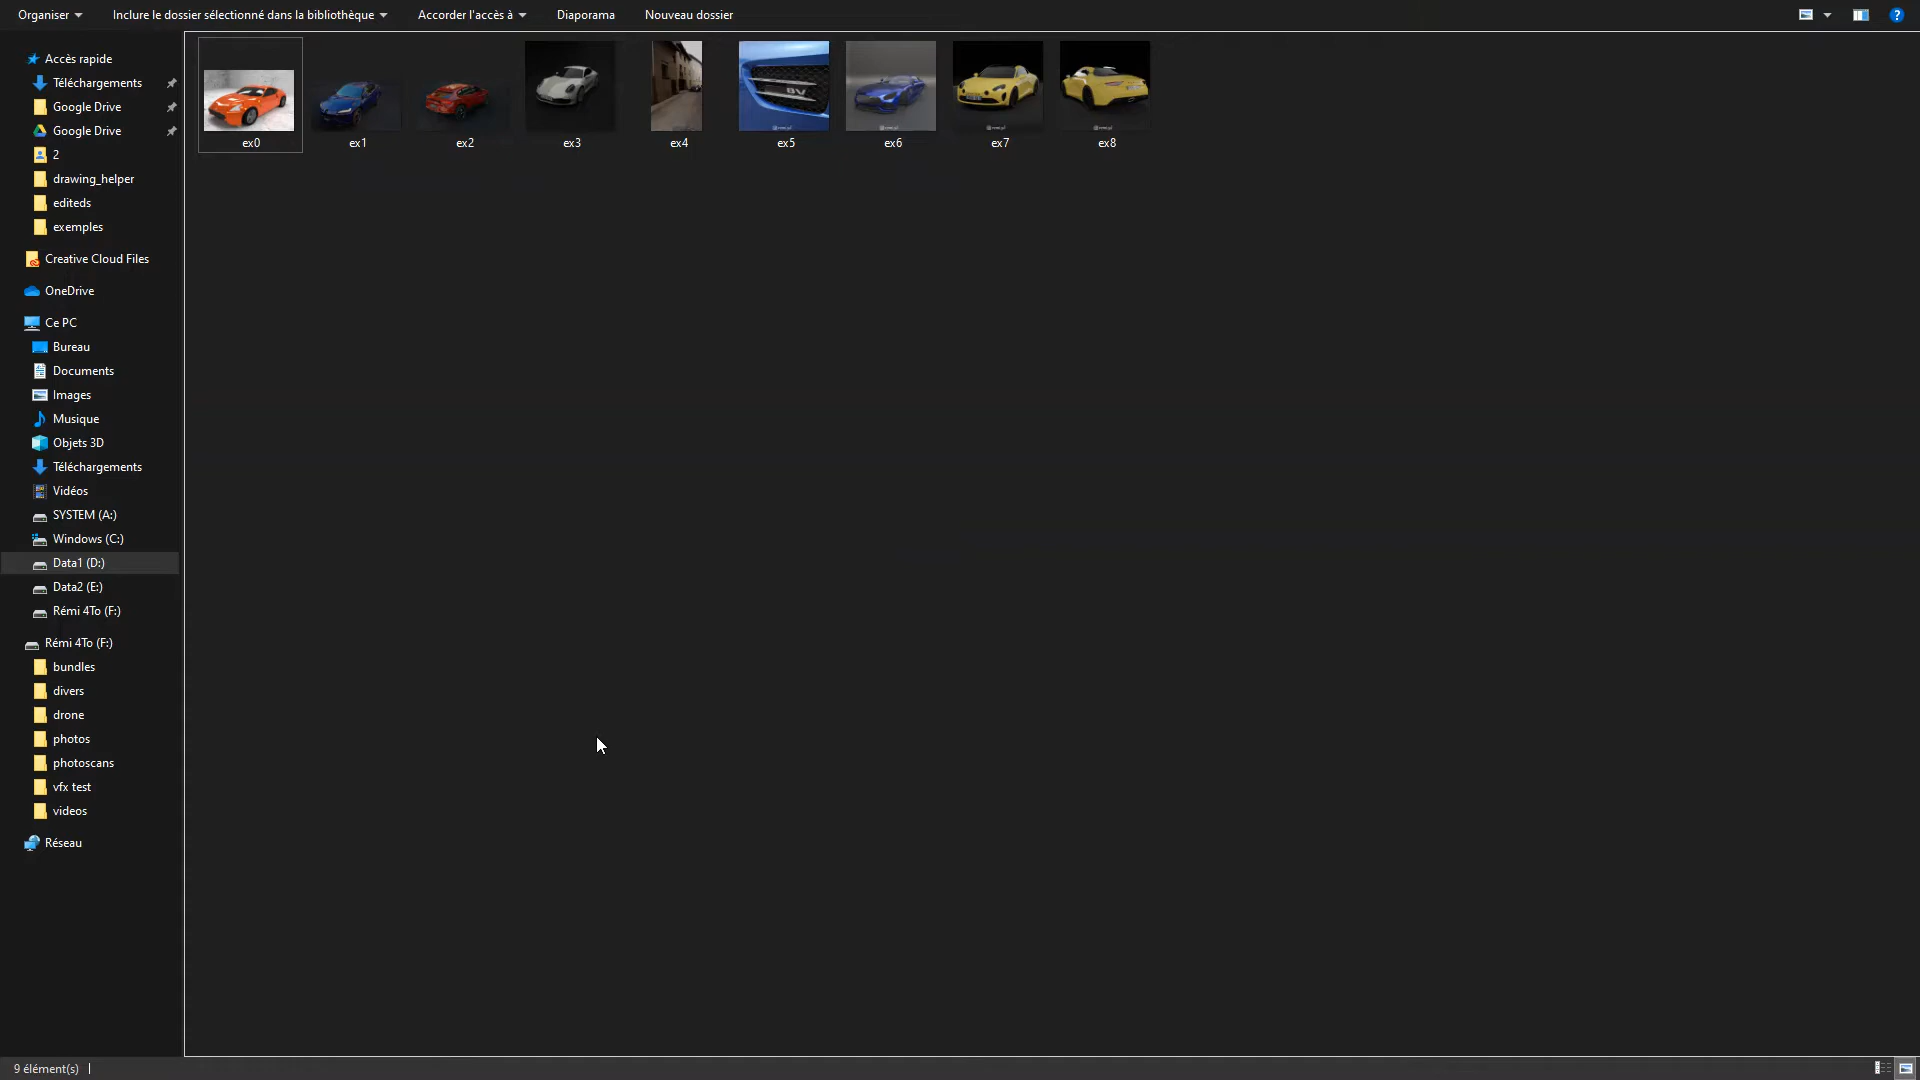 Organiser
Inclure le dossier sélectionné dans la bibliothèque
Accorder l'accès à
Diaporama
Nouveau dossier
Accès rapide
Téléchargements
Google Drive
Google Drive
2
drawing_helper
editeds
exemples
Creative Cloud Files
OneDrive
Ce PC
Bureau
Documents
Images
Musique
Objets 3D
Téléchargements
Vidéos
SYSTEM (A:)
Windows (C:)
Data1 (D:)
Data2 (E:)
Rémi 4To (F:)
Rémi 4To (F:)
bundles
divers
drone
photos
photoscans
vfx test
videos
Réseau
8V
ex0
ex1
ex2
ex3
ex4
ex5
ex6
ex7
ex8
9 élément(s)